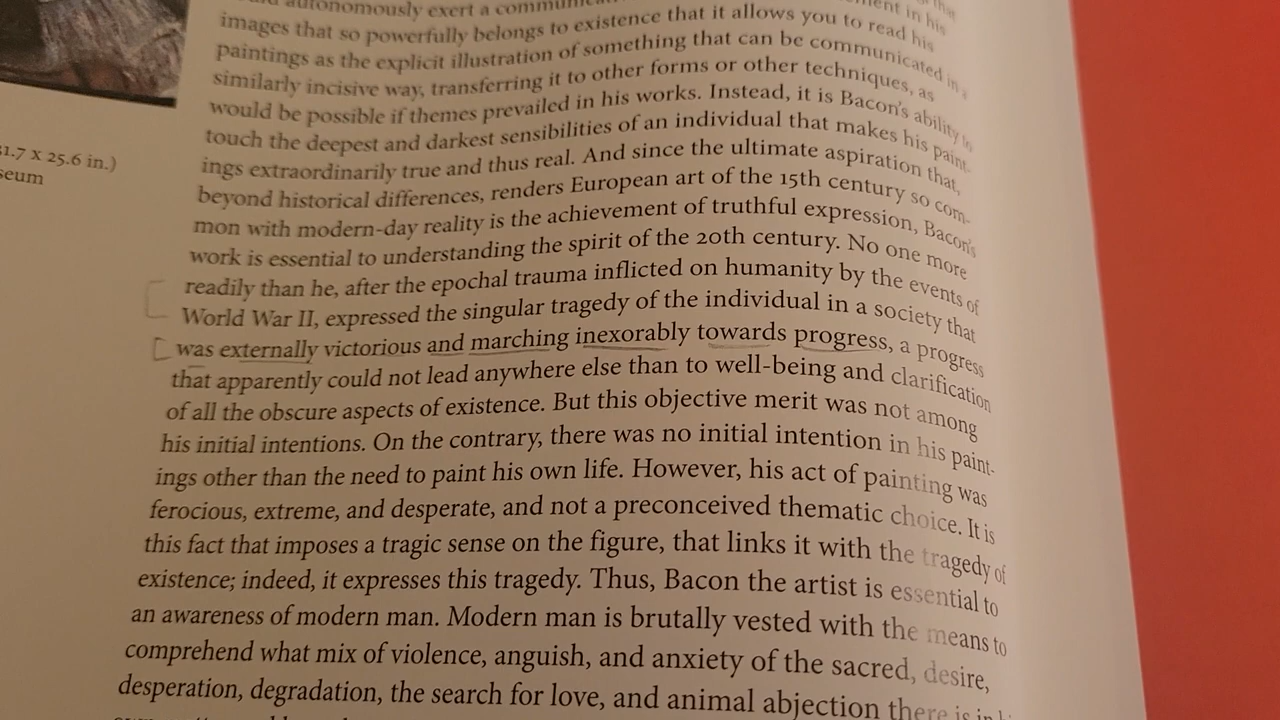 31.7 x 25.6 in.)
seum
autonomously exert a
images that so powerfully belongs to existence that it allows you to read his
paintings as the explicit illustration of something that can be communicated in a
similarly incisive way, transferring it to other forms or other techniques, as
would be possible if themes prevailed in his works. Instead, it is Bacon's ability to
touch the deepest and darkest sensibilities of an individual that makes his paint-
ings extraordinarily true and thus real. And since the ultimate aspiration that,
beyond historical differences, renders European art of the 15th century so com-
mon with modern-day reality is the achievement of truthful expression, Bacon's
work is essential to understanding the spirit of the 20th century. No one more
readily than he, after the epochal trauma inflicted on humanity by the events of
World War II, expressed the singular tragedy of the individual in a society that
was externally victorious and marching inexorably towards progress, a progress
that apparently could not lead anywhere else than to well-being and clarification
of all the obscure aspects of existence. But this objective merit was not among
his initial intentions. On the contrary, there was no initial intention in his paint-
ings other than the need to paint his own life. However, his act of painting was
ferocious, extreme, and desperate, and not a preconceived thematic choice. It is
this fact that imposes a tragic sense on the figure, that links it with the tragedy of
existence; indeed, it expresses this tragedy. Thus, Bacon the artist is essential to
an awareness of modern man. Modern man is brutally vested with the means to
comprehend what mix of violence, anguish, and anxiety of the sacred, desire,
desperation, degradation, the search for love, and animal abjection there is in